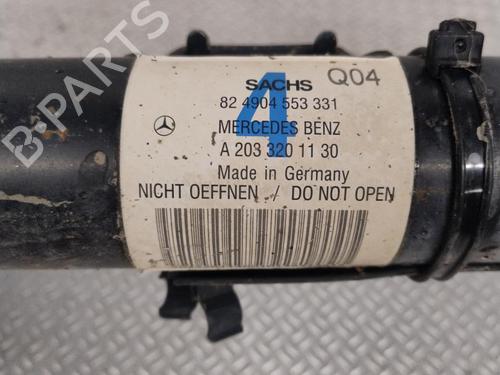 B-PARTS
SACHS Q04
4
82 4904 553 331
MERCEDES BENZ
A 203 320 11 30
Made in Germany
NICHT OEFFNEN / DO NOT OPEN